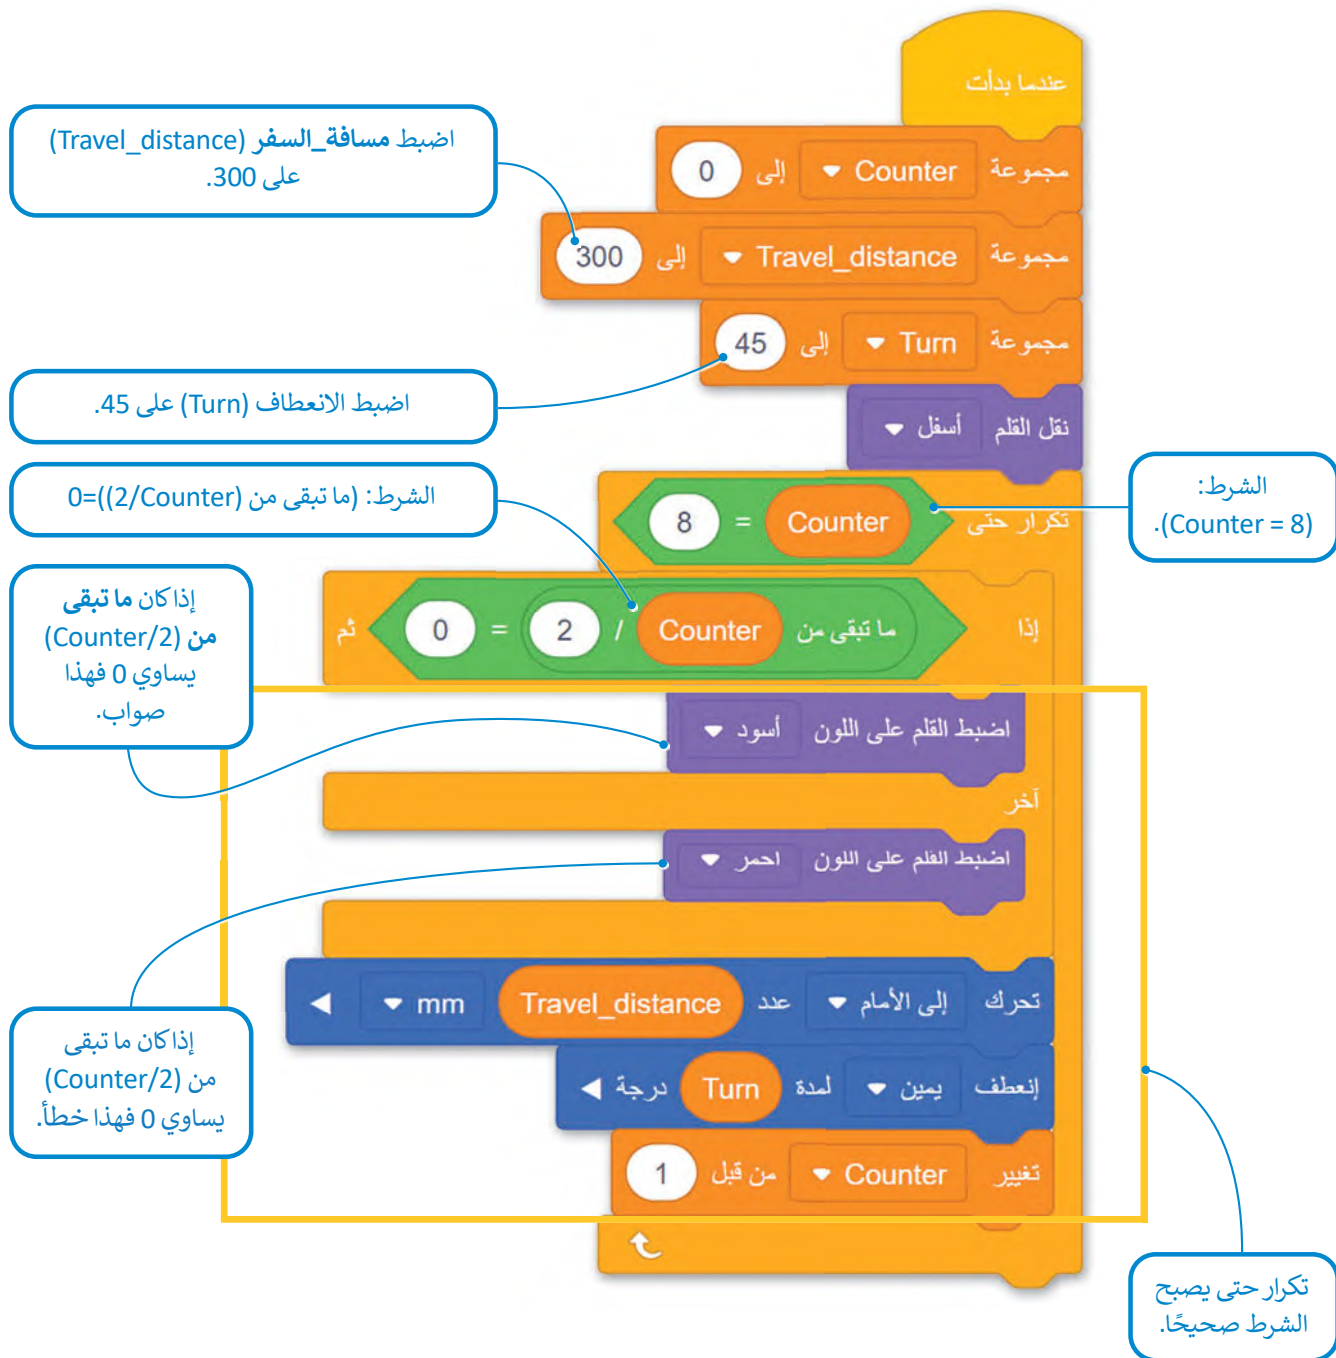 عندما بدأت
مجموعة Counter إلى 0
مجموعة Travel_distance إلى 300
مجموعة Turn إلى 45
نقل القلم أسفل
تكرار حتى Counter = 8
إذا ما تبقى من Counter / 2 = 0 ثم
اضبط القلم على اللون أسود
آخر
اضبط القلم على اللون احمر
تحرك إلى الأمام عدد Travel_distance mm
إنعطف يمين لمدة Turn درجة
تغيير Counter من قبل 1
اضبط مسافة_السفر (Travel_distance)
على 300.
اضبط الانعطاف (Turn) على 45.
الشرط: (ما تبقى من (2/Counter))=0
الشرط:
(Counter = 8).
إذا كان ما تبقى
من (Counter/2)
يساوي 0 فهذا
صواب.
إذا كان ما تبقى
من (Counter/2)
يساوي 0 فهذا خطأ.
تكرار حتى يصبح
الشرط صحيحًا.